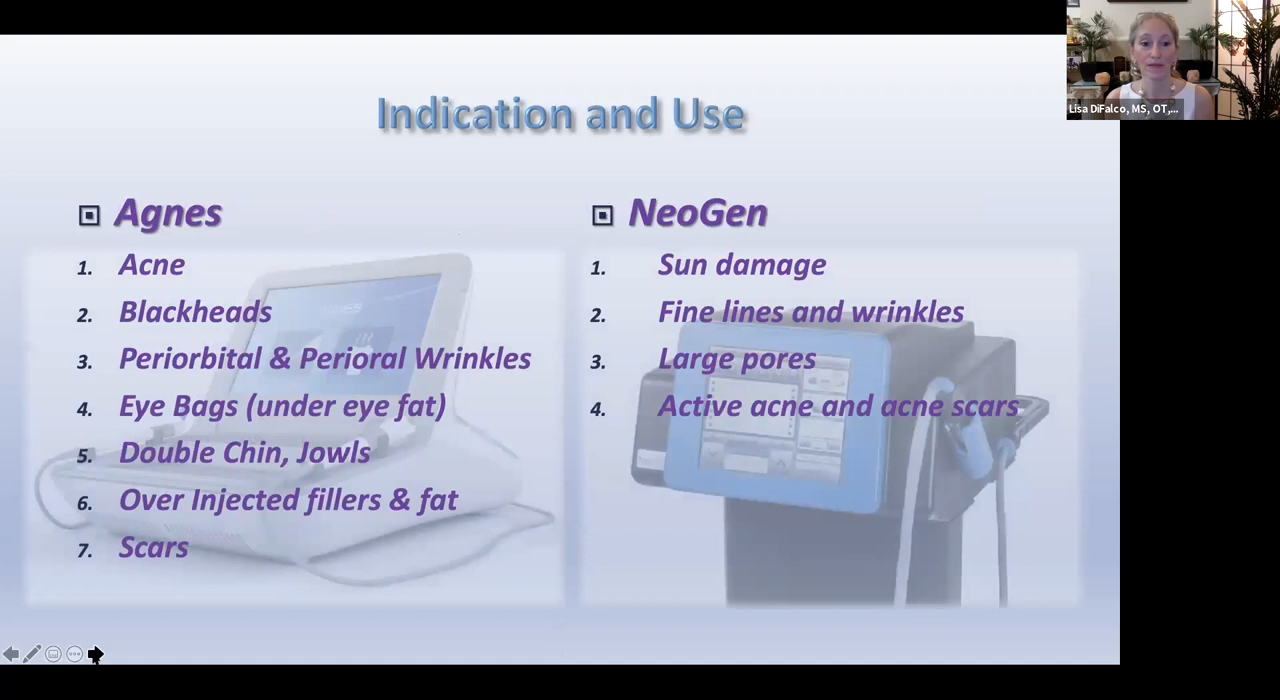 Indication and Use
Agnes
1. Acne
2. Blackheads
3. Periorbital & Perioral Wrinkles
4. Eye Bags (under eye fat)
5. Double Chin, Jowls
6. Over Injected fillers & fat
7. Scars
NeoGen
1. Sun damage
2. Fine lines and wrinkles
3. Large pores
4. Active acne and acne scars
Lisa DiFalco, MS, OT,...